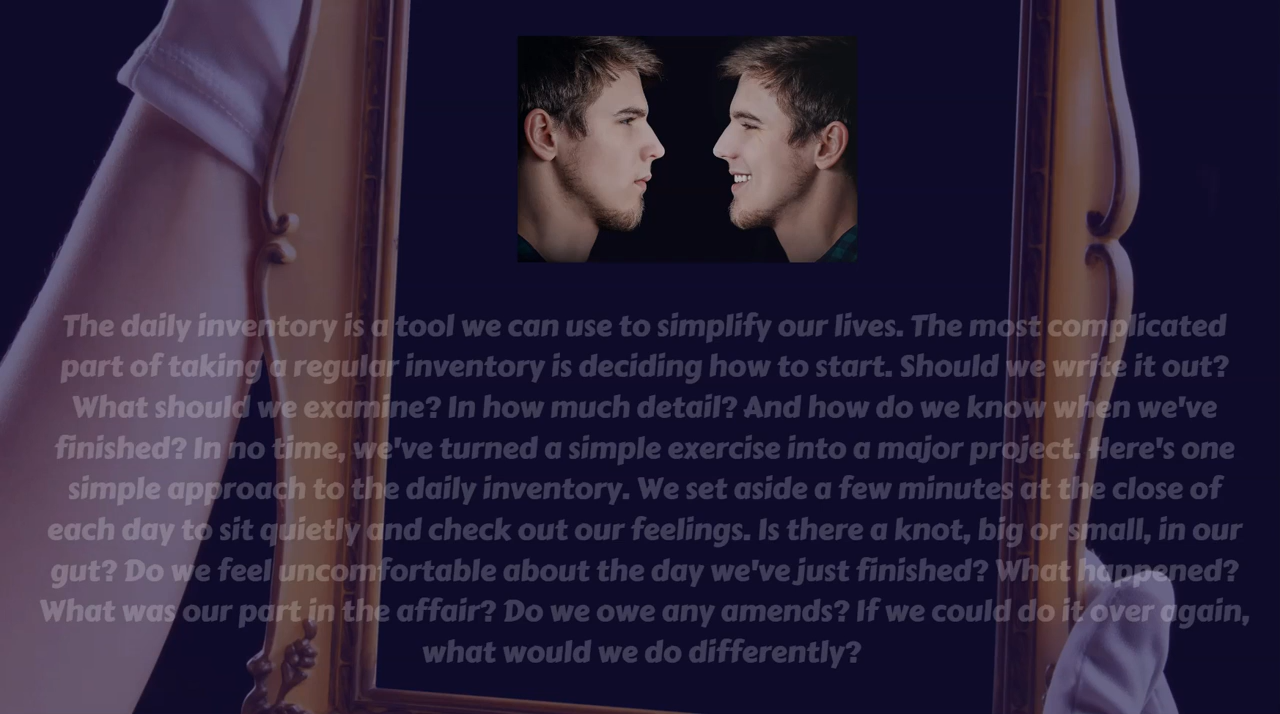 The daily inventory is a tool we can use to simplify our lives. The most complicated
part of taking a regular inventory is deciding how to start. Should we write it out?
What should we examine? In how much detail? And how do we know when we've
finished? In no time, we've turned a simple exercise into a major project. Here's one
simple approach to the daily inventory. We set aside a few minutes at the close of
each day to sit quietly and check out our feelings. Is there a knot, big or small, in our
gut? Do we feel uncomfortable about the day we've just finished? What happened?
What was our part in the affair? Do we owe any amends? If we could do it over again,
what would we do differently?